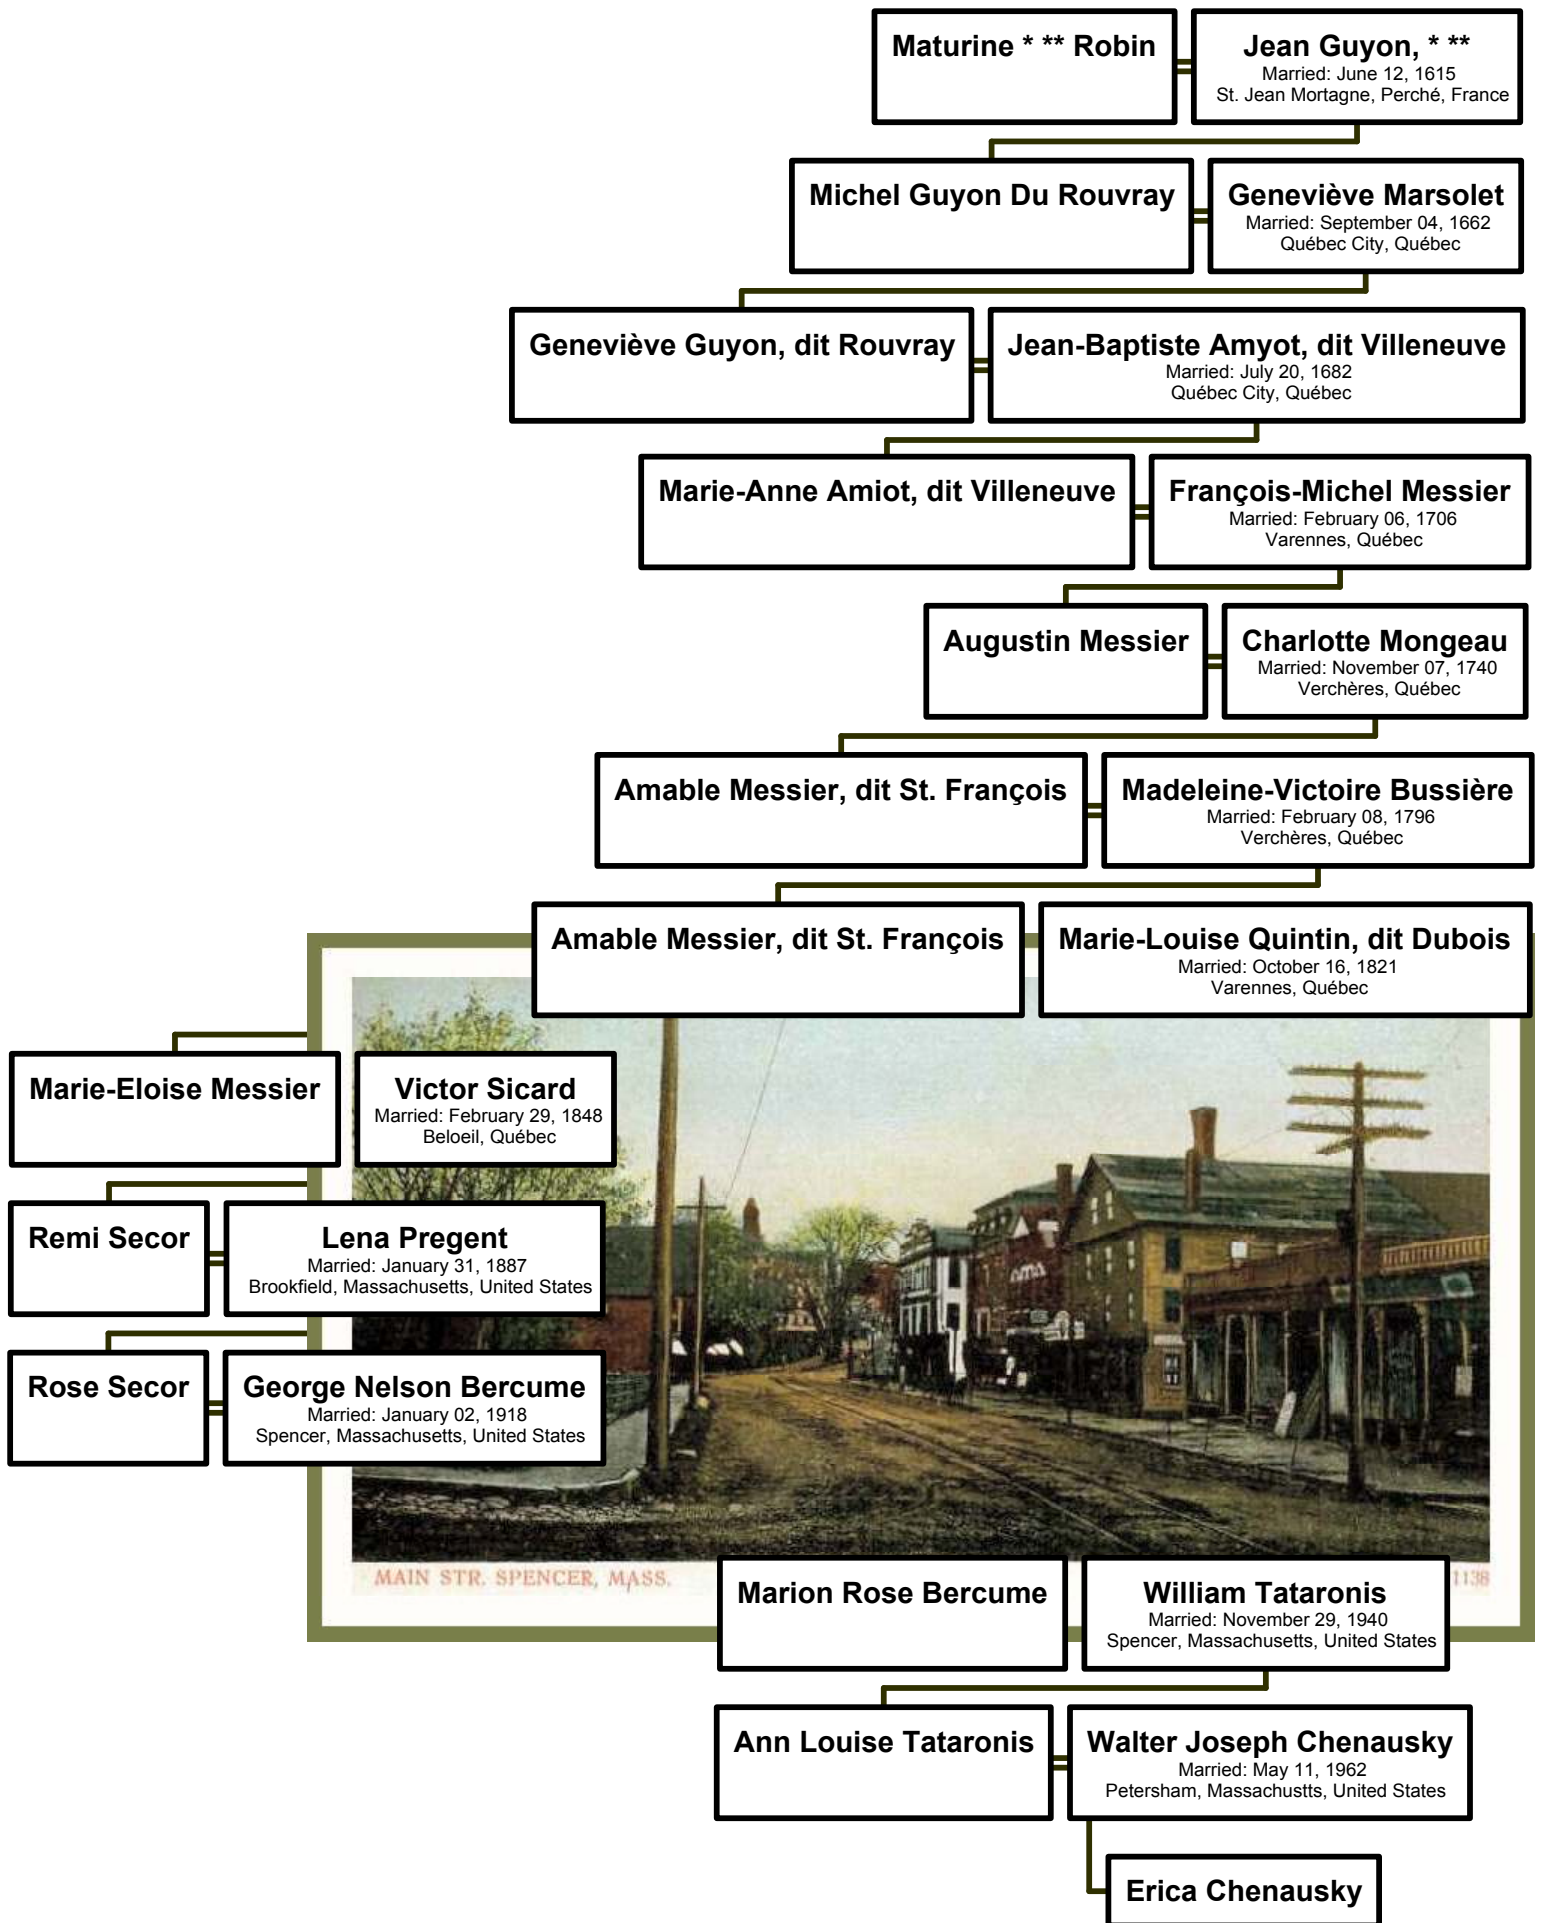 Maturine * ** Robin
Jean Guyon, * **
Married: June 12, 1615
St. Jean Mortagne, Perché, France
Michel Guyon Du Rouvray
Geneviève Marsolet
Married: September 04, 1662
Québec City, Québec
Geneviève Guyon, dit Rouvray
Jean-Baptiste Amyot, dit Villeneuve
Married: July 20, 1682
Québec City, Québec
Marie-Anne Amiot, dit Villeneuve
François-Michel Messier
Married: February 06, 1706
Varennes, Québec
Augustin Messier
Charlotte Mongeau
Married: November 07, 1740
Verchères, Québec
Amable Messier, dit St. François
Madeleine-Victoire Bussière
Married: February 08, 1796
Verchères, Québec
Amable Messier, dit St. François
Marie-Louise Quintin, dit Dubois
Married: October 16, 1821
Varennes, Québec
Marie-Eloise Messier
Victor Sicard
Married: February 29, 1848
Beloeil, Québec
Remi Secor
Lena Pregent
Married: January 31, 1887
Brookfield, Massachusetts, United States
Rose Secor
George Nelson Bercume
Married: January 02, 1918
Spencer, Massachusetts, United States
MAIN STR. SPENCER, MASS.
1138
Marion Rose Bercume
William Tataronis
Married: November 29, 1940
Spencer, Massachusetts, United States
Ann Louise Tataronis
Walter Joseph Chenausky
Married: May 11, 1962
Petersham, Massachustts, United States
Erica Chenausky